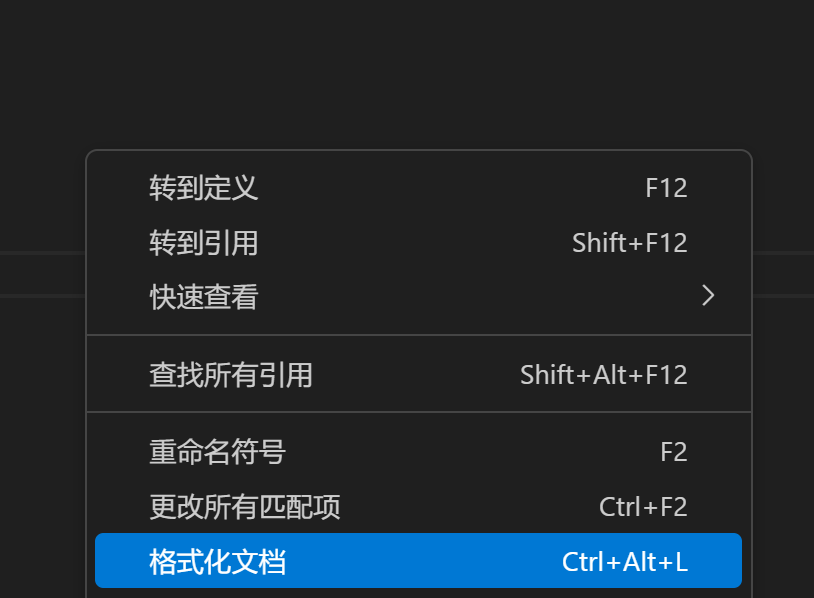 转到定义 F12
转到引用 Shift+F12
快速查看
查找所有引用 Shift+Alt+F12
重命名符号 F2
更改所有匹配项 Ctrl+F2
格式化文档 Ctrl+Alt+L